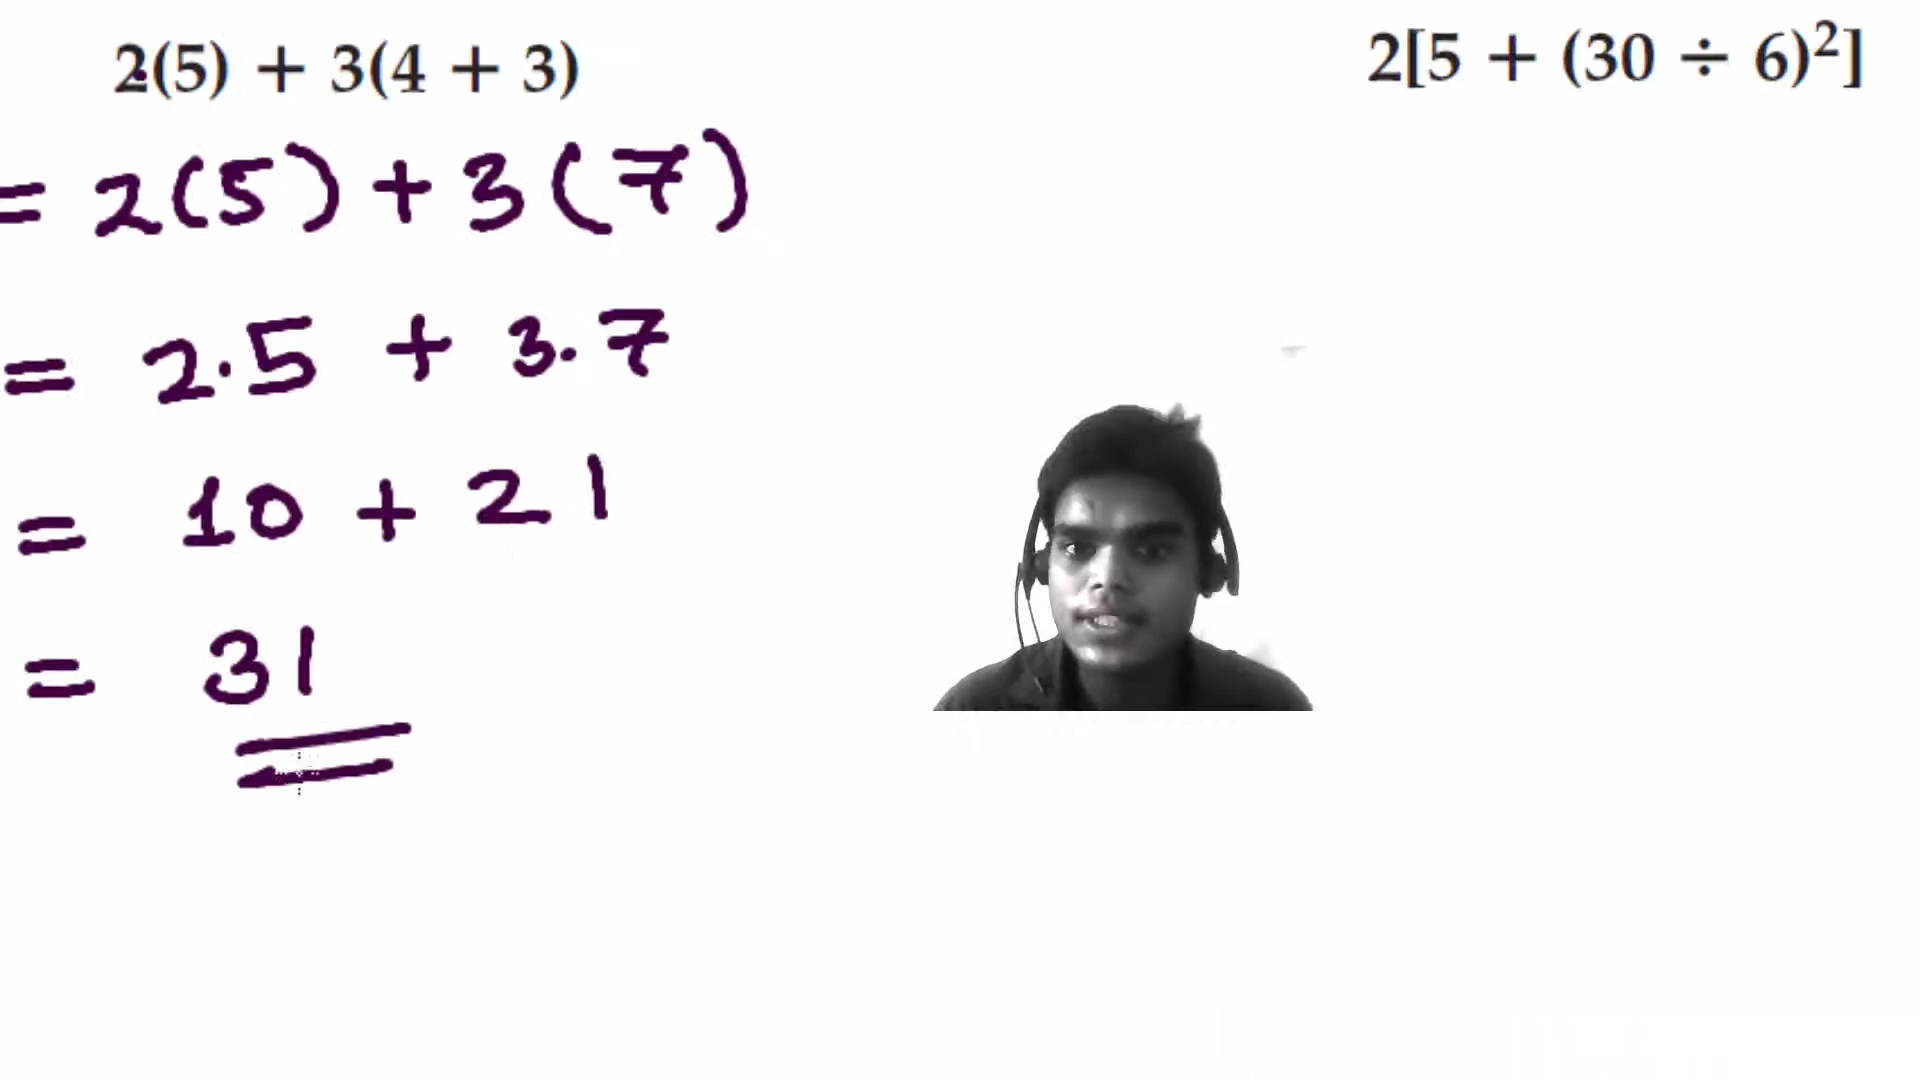 2(5) + 3(4 + 3)
= 2(5) + 3(7)
= 2.5 + 3.7
= 10 + 21
= 31
2[5 + (30 ÷ 6)²]